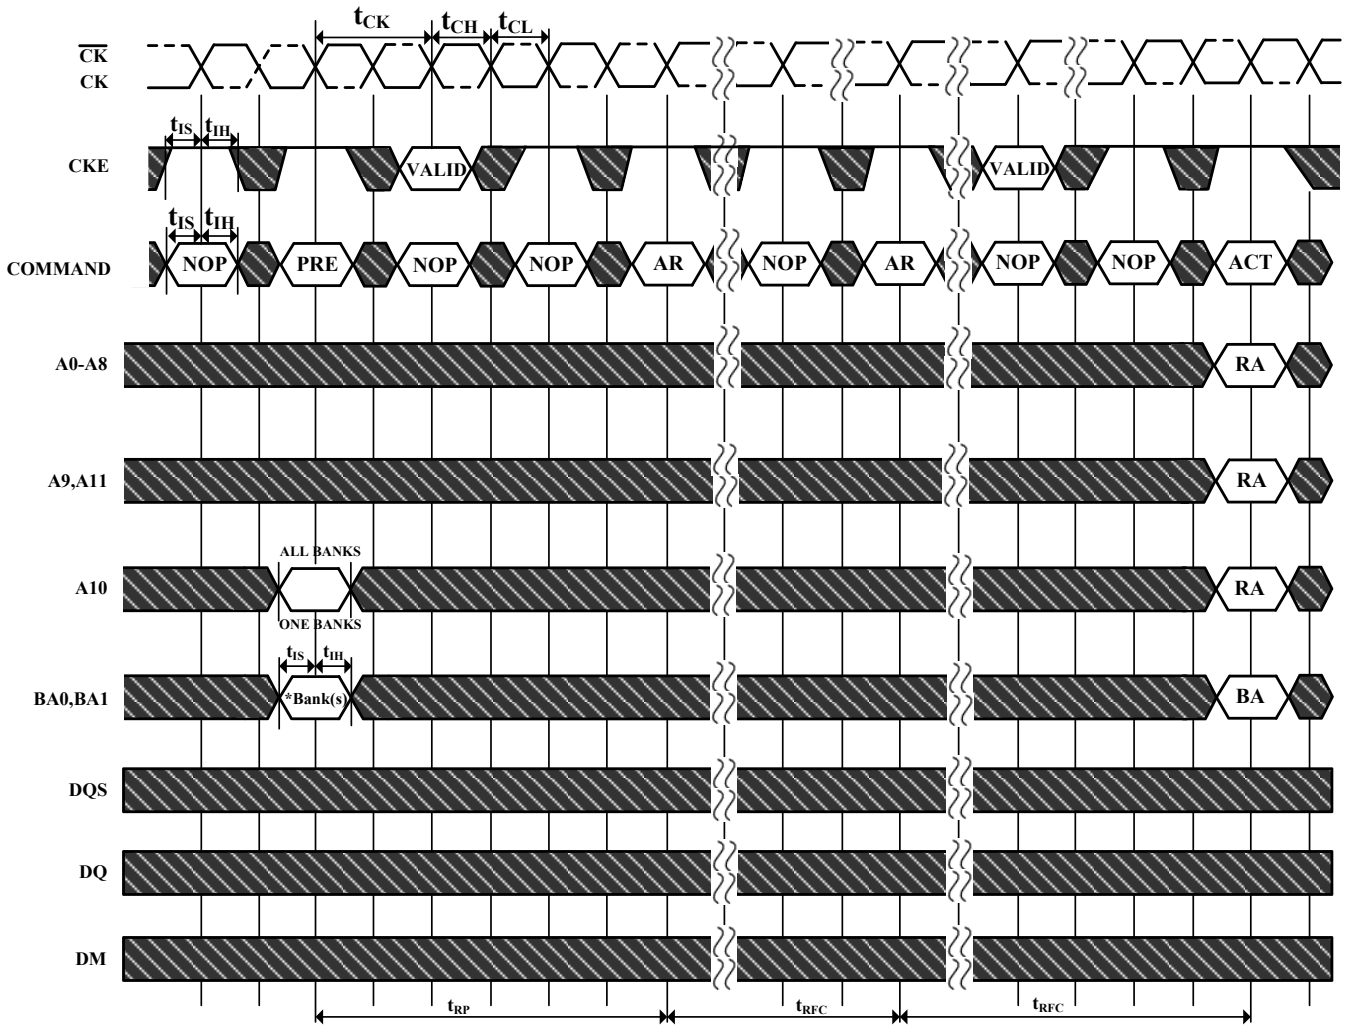 tCK tCH tCL
CK
CK
tIS tIH
CKE VALID VALID
tIS tIH
COMMAND NOP PRE NOP NOP AR NOP AR NOP NOP ACT
A0-A8 RA
A9,A11 RA
ALL BANKS
A10 RA
ONE BANKS
tIS tIH
BA0,BA1 *Bank(s) BA
DQS
DQ
DM
tRP tRFC tRFC